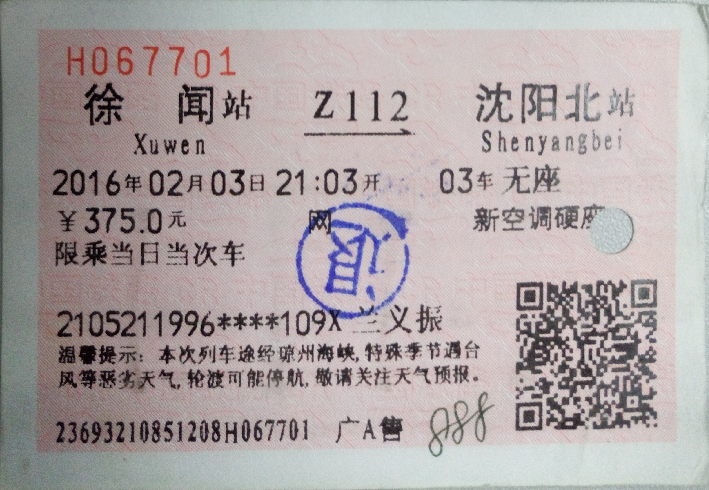 H067701
徐 闻站 Z112 沈阳北站
Xuwen Shenyangbei
2016年02月03日21:03开 03车 无座
¥375.0元 网 新空调硬座
限乘当日当次车
退
2105211996****109X 兰义振
温馨提示: 本次列车途经琼州海峡, 特殊季节遇台
风等恶劣天气, 轮渡可能停航, 敬请关注天气预报。
23693210851208H067701 广A售
888